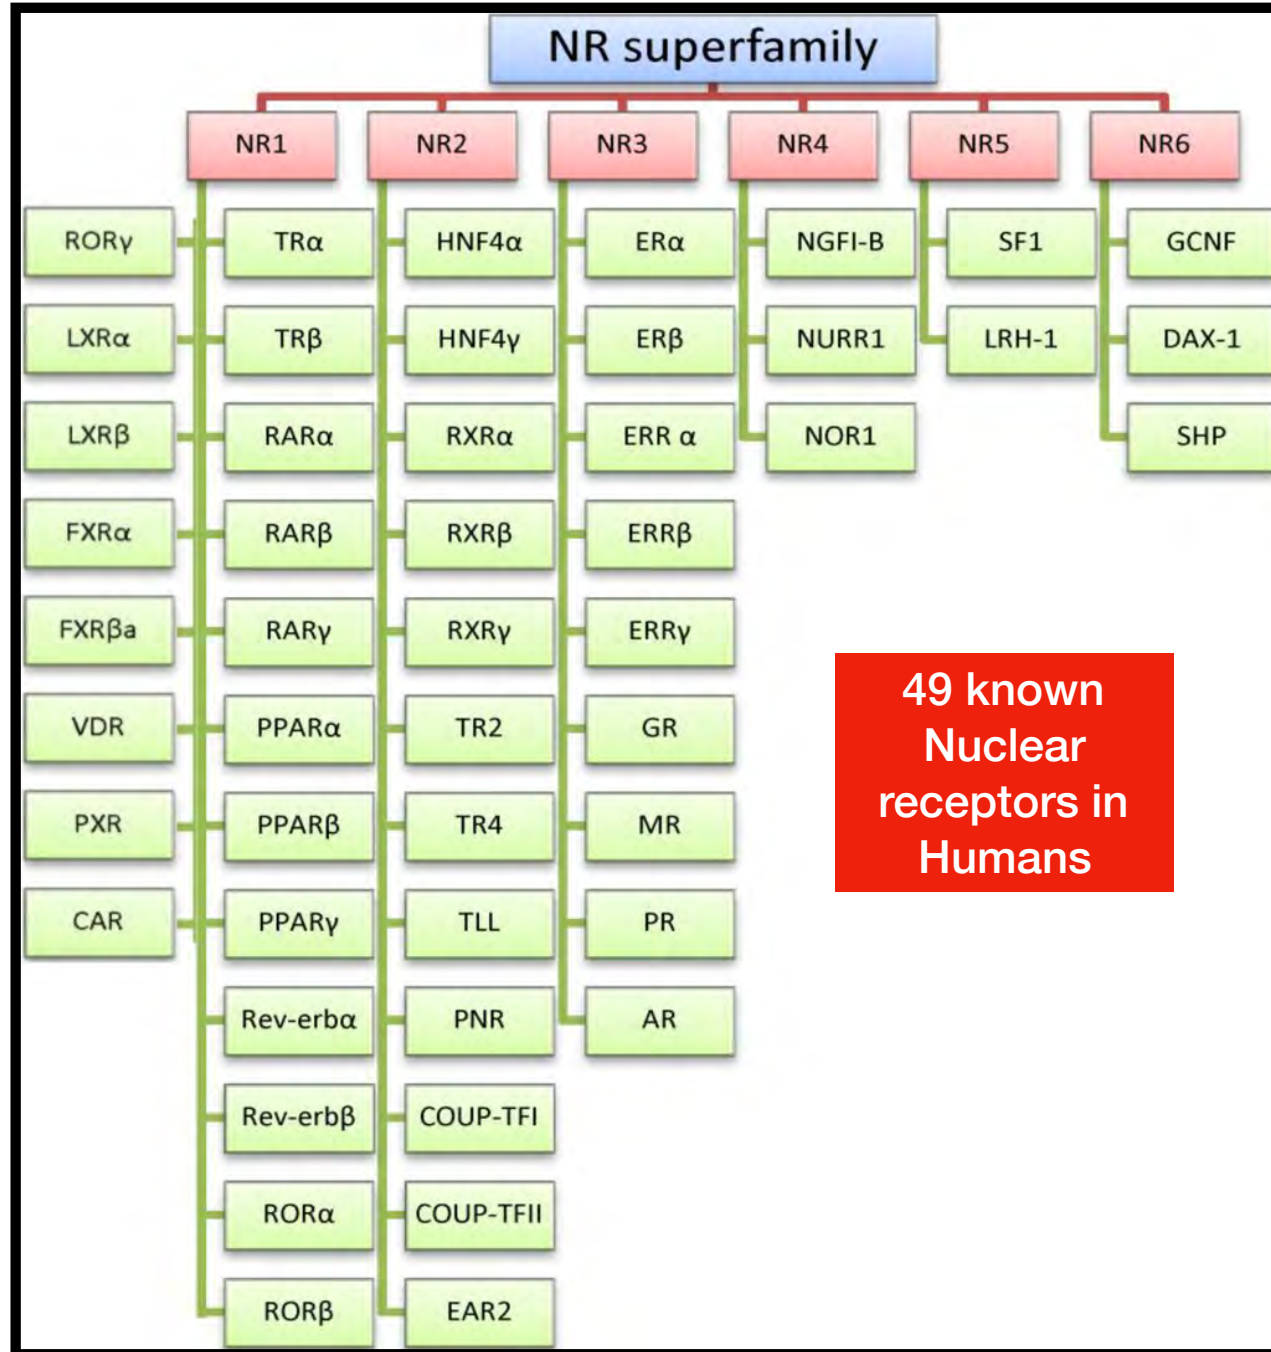 NR superfamily
NR1 NR2 NR3 NR4 NR5 NR6
RORγ TRα HNF4α ERα NGFI-B SF1 GCNF
LXRα TRβ HNF4γ ERβ NURR1 LRH-1 DAX-1
LXRβ RARα RXRα ERR α NOR1 SHP
FXRα RARβ RXRβ ERRβ
FXRβa RARγ RXRγ ERRγ
VDR PPARα TR2 GR
PXR PPARβ TR4 MR
CAR PPARγ TLL PR
Rev-erbα PNR AR
Rev-erbβ COUP-TFI
RORα COUP-TFII
RORβ EAR2
49 known
Nuclear
receptors in
Humans